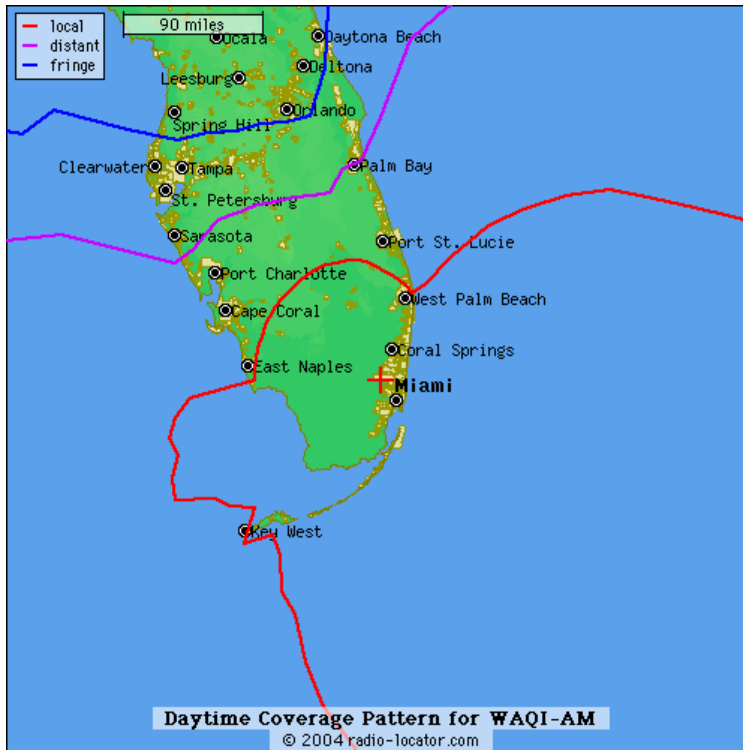 local
distant
fringe
90 miles
Ocala
Daytona Beach
Deltona
Leesburg
Orlando
Spring Hill
Clearwater
Tampa
Palm Bay
St. Petersburg
Sarasota
Port St. Lucie
Port Charlotte
West Palm Beach
Cape Coral
Coral Springs
East Naples
Miami
Key West
Daytime Coverage Pattern for WAQI-AM
© 2004 radio-locator.com